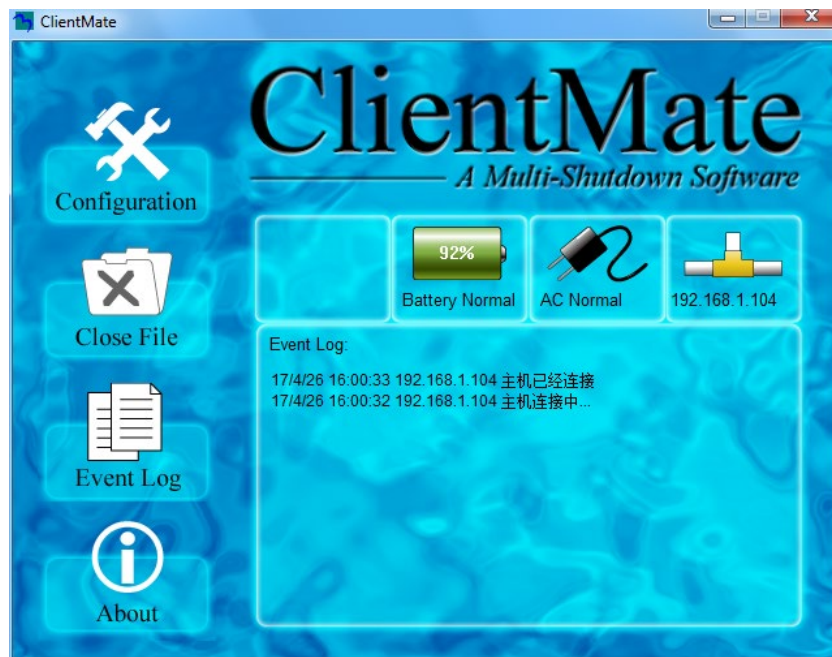 ClientMate
ClientMate
A Multi-Shutdown Software
Configuration
Close File
Event Log
About
92%
Battery Normal
AC Normal
192.168.1.104
Event Log:
17/4/26 16:00:33 192.168.1.104 主机已经连接
17/4/26 16:00:32 192.168.1.104 主机连接中...